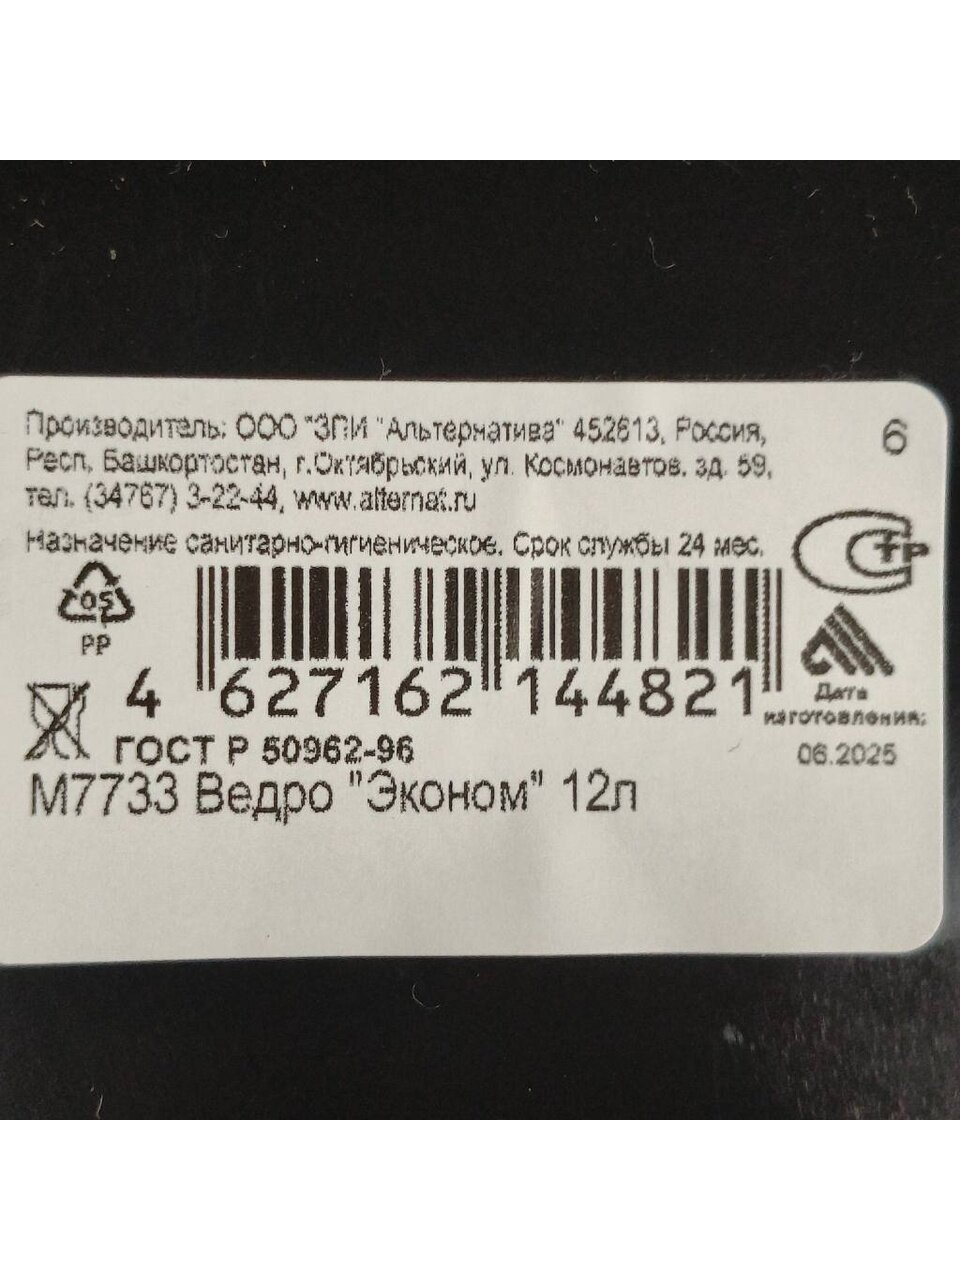 Производитель: ООО "ЗПИ "Альтернатива" 452613, Россия,
Респ. Башкортостан, г.Октябрьский, ул. Космонавтов. зд. 59,
тел. (34767) 3-22-44, www.alternat.ru
6
Назначение санитарно-гигиеническое. Срок службы 24 мес.
СТР
05
PP
4 627162 144821
Дата
изготовления:
06.2025
ГОСТ Р 50962-96
М7733 Ведро "Эконом" 12л